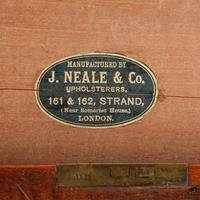 MANUFACTURED BY
J. NEALE & Co.
UPHOLSTERERS,
161 & 162, STRAND,
(Near Somerset House,)
LONDON.